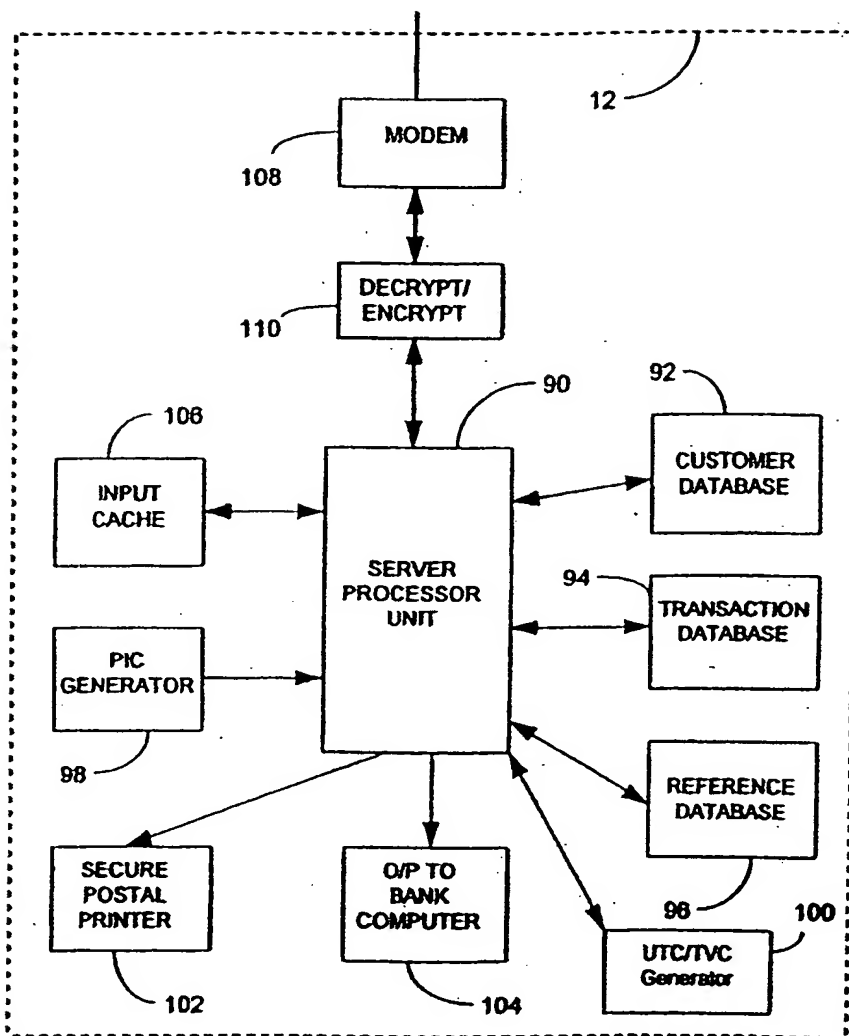 12
MODEM
108
DECRYPT/
ENCRYPT
110
90
92
106
INPUT
CACHE
CUSTOMER
DATABASE
SERVER
PROCESSOR
UNIT
94
TRANSACTION
DATABASE
PIC
GENERATOR
98
REFERENCE
DATABASE
96
SECURE
POSTAL
PRINTER
102
O/P TO
BANK
COMPUTER
104
100
UTC/TVC
Generator